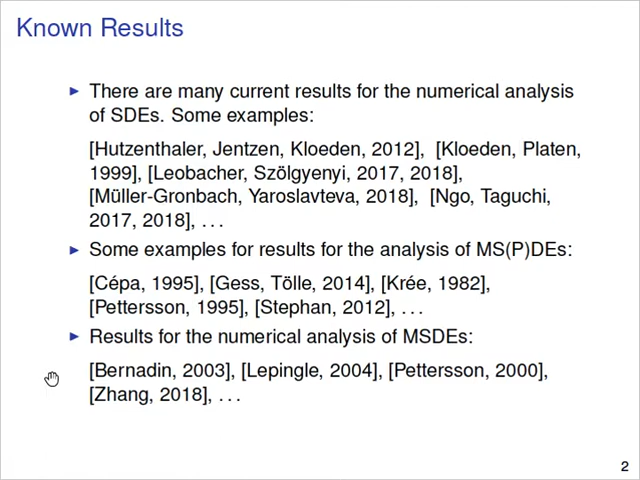 Known Results
► There are many current results for the numerical analysis
of SDEs. Some examples:
[Hutzenthaler, Jentzen, Kloeden, 2012], [Kloeden, Platen,
1999], [Leobacher, Szölgyenyi, 2017, 2018],
[Müller-Gronbach, Yaroslavteva, 2018], [Ngo, Taguchi,
2017, 2018], ...
► Some examples for results for the analysis of MS(P)DEs:
[Cépa, 1995], [Gess, Tölle, 2014], [Krée, 1982],
[Pettersson, 1995], [Stephan, 2012], ...
► Results for the numerical analysis of MSDEs:
[Bernadin, 2003], [Lepingle, 2004], [Pettersson, 2000],
[Zhang, 2018], ...
2